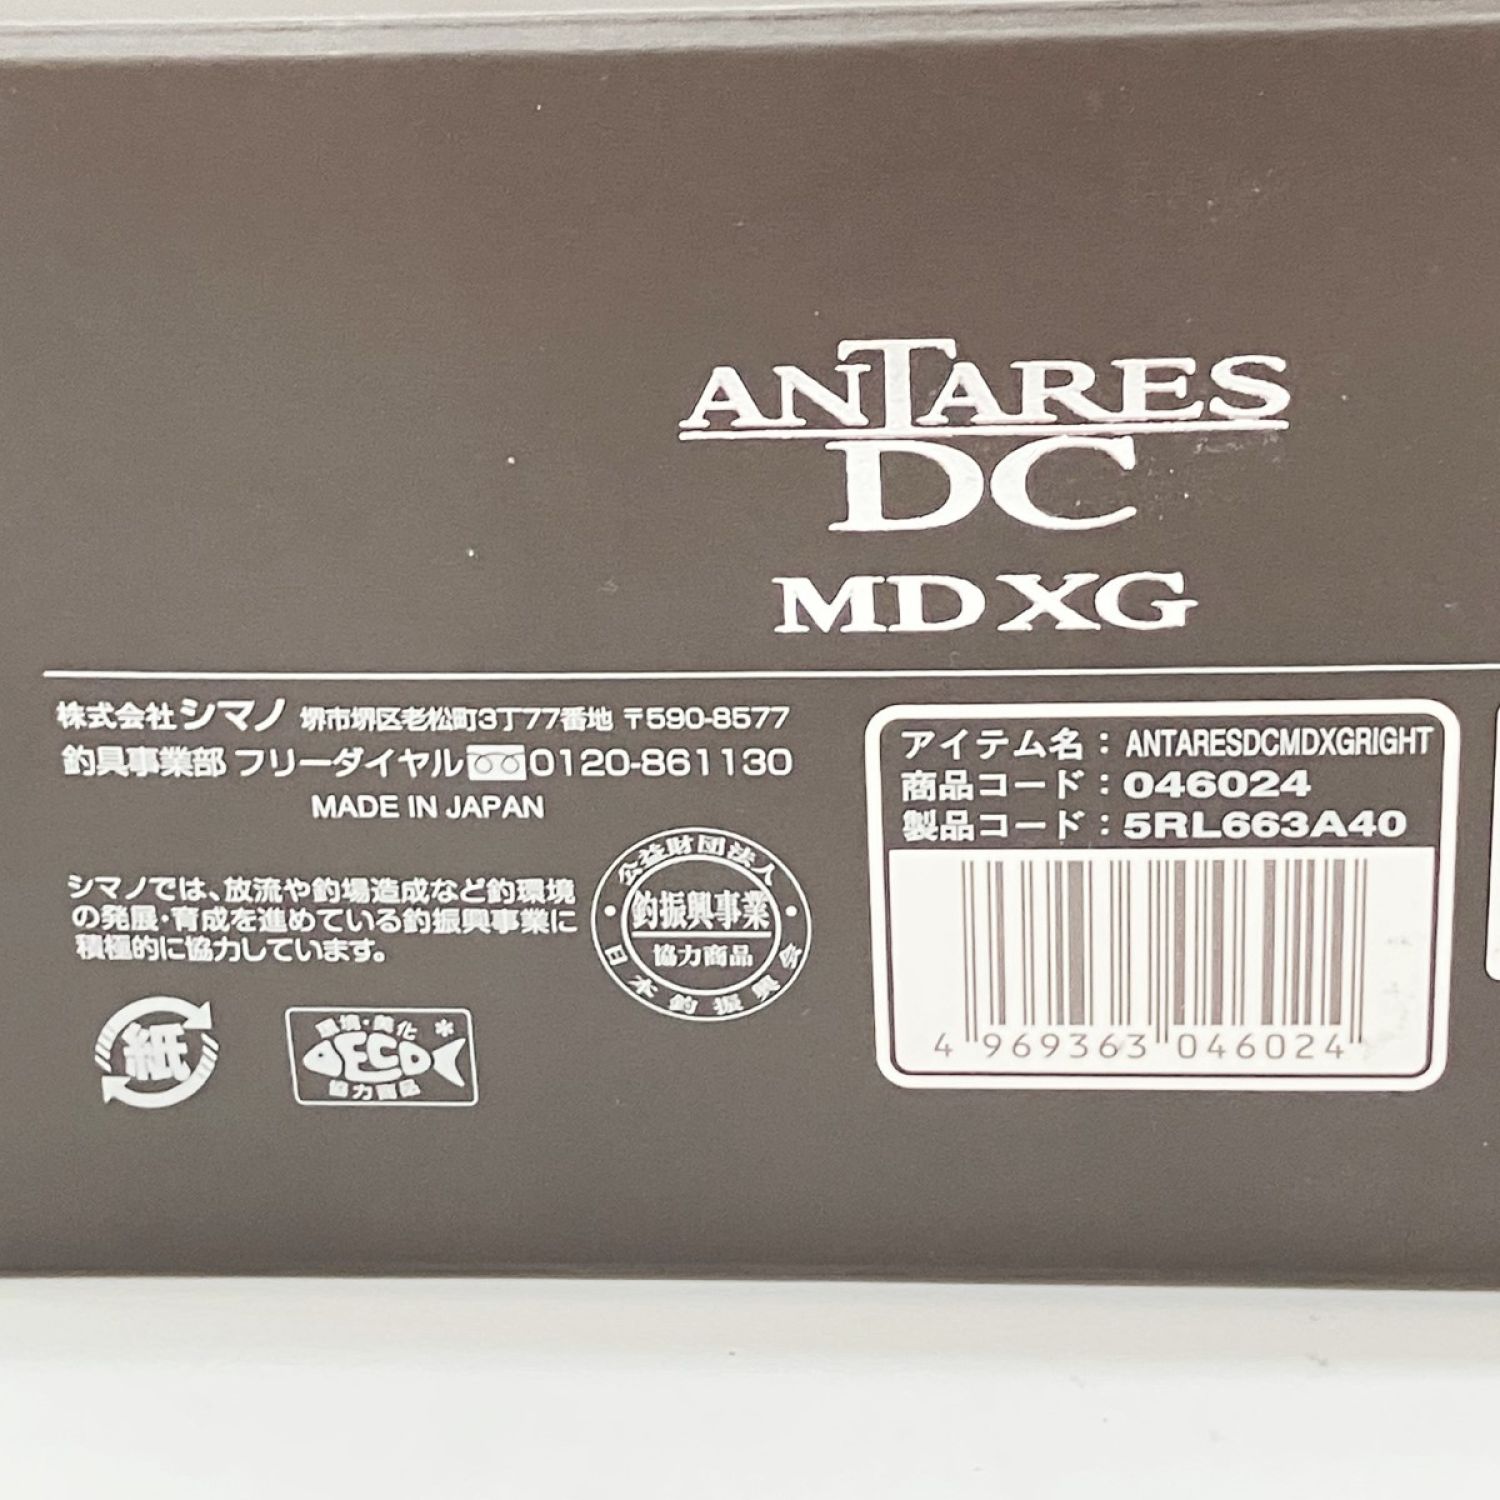 ANTARES
DC
MD XG
株式会社シマノ 堺市堺区老松町3丁77番地 〒590-8577
釣具事業部 フリーダイヤル 0120-861130
MADE IN JAPAN
シマノでは、放流や釣場造成など釣環境
の発展・育成を進めている釣振興事業に
積極的に協力しています。
公益財団法人
釣振興事業
協力商品
日本釣振興会
紙
環境・美化
DECO
協力商品
アイテム名：ANTARESDCMDXGRIGHT
商品コード：046024
製品コード：5RL663A40
4 969363 046024